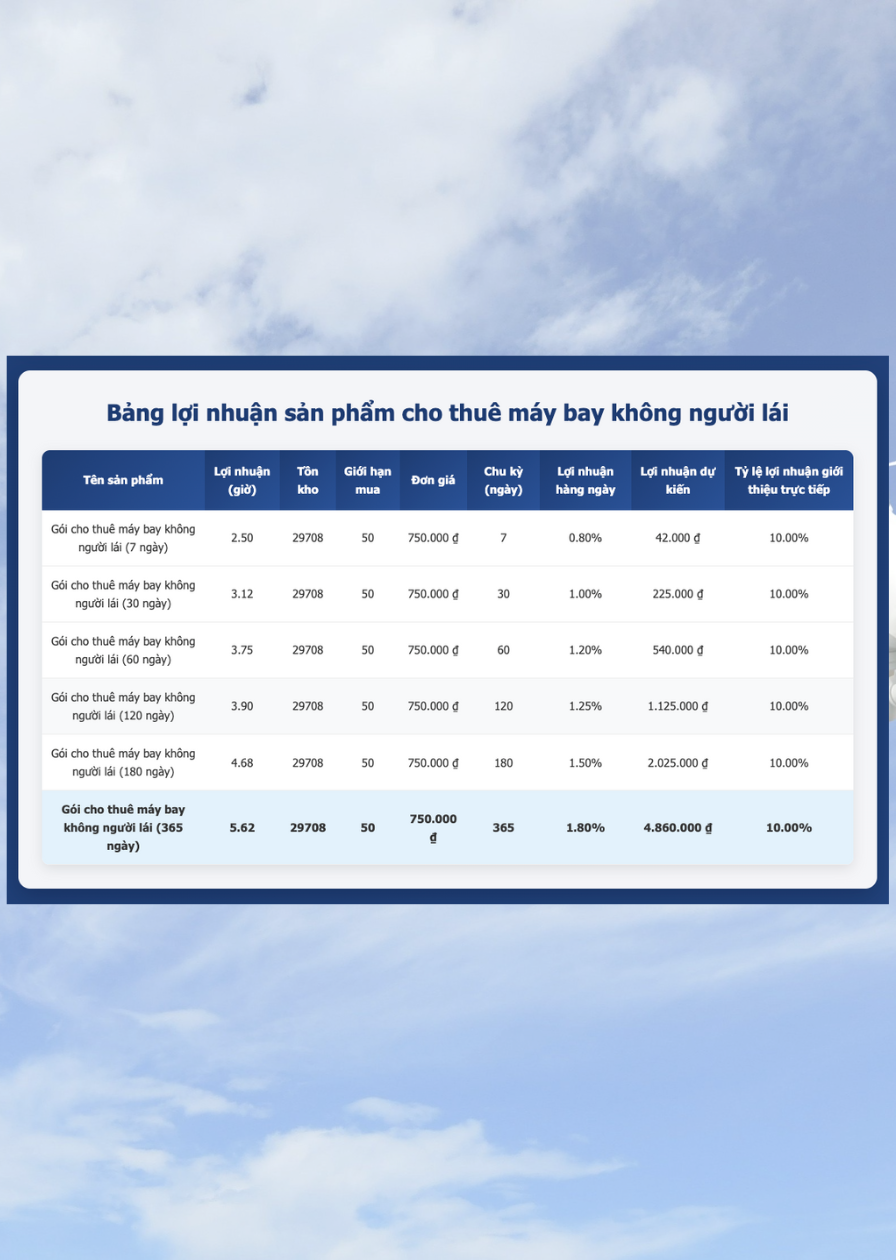 Bảng lợi nhuận sản phẩm cho thuê máy bay không người lái
Tên sản phẩm Lợi nhuận (giờ) Tồn kho Giới hạn mua Đơn giá Chu kỳ (ngày) Lợi nhuận hàng ngày Lợi nhuận dự kiến Tỷ lệ lợi nhuận giới thiệu trực tiếp
Gói cho thuê máy bay không người lái (7 ngày) 2.50 29708 50 750.000 ₫ 7 0.80% 42.000 ₫ 10.00%
Gói cho thuê máy bay không người lái (30 ngày) 3.12 29708 50 750.000 ₫ 30 1.00% 225.000 ₫ 10.00%
Gói cho thuê máy bay không người lái (60 ngày) 3.75 29708 50 750.000 ₫ 60 1.20% 540.000 ₫ 10.00%
Gói cho thuê máy bay không người lái (120 ngày) 3.90 29708 50 750.000 ₫ 120 1.25% 1.125.000 ₫ 10.00%
Gói cho thuê máy bay không người lái (180 ngày) 4.68 29708 50 750.000 ₫ 180 1.50% 2.025.000 ₫ 10.00%
Gói cho thuê máy bay không người lái (365 ngày) 5.62 29708 50 750.000 ₫ 365 1.80% 4.860.000 ₫ 10.00%